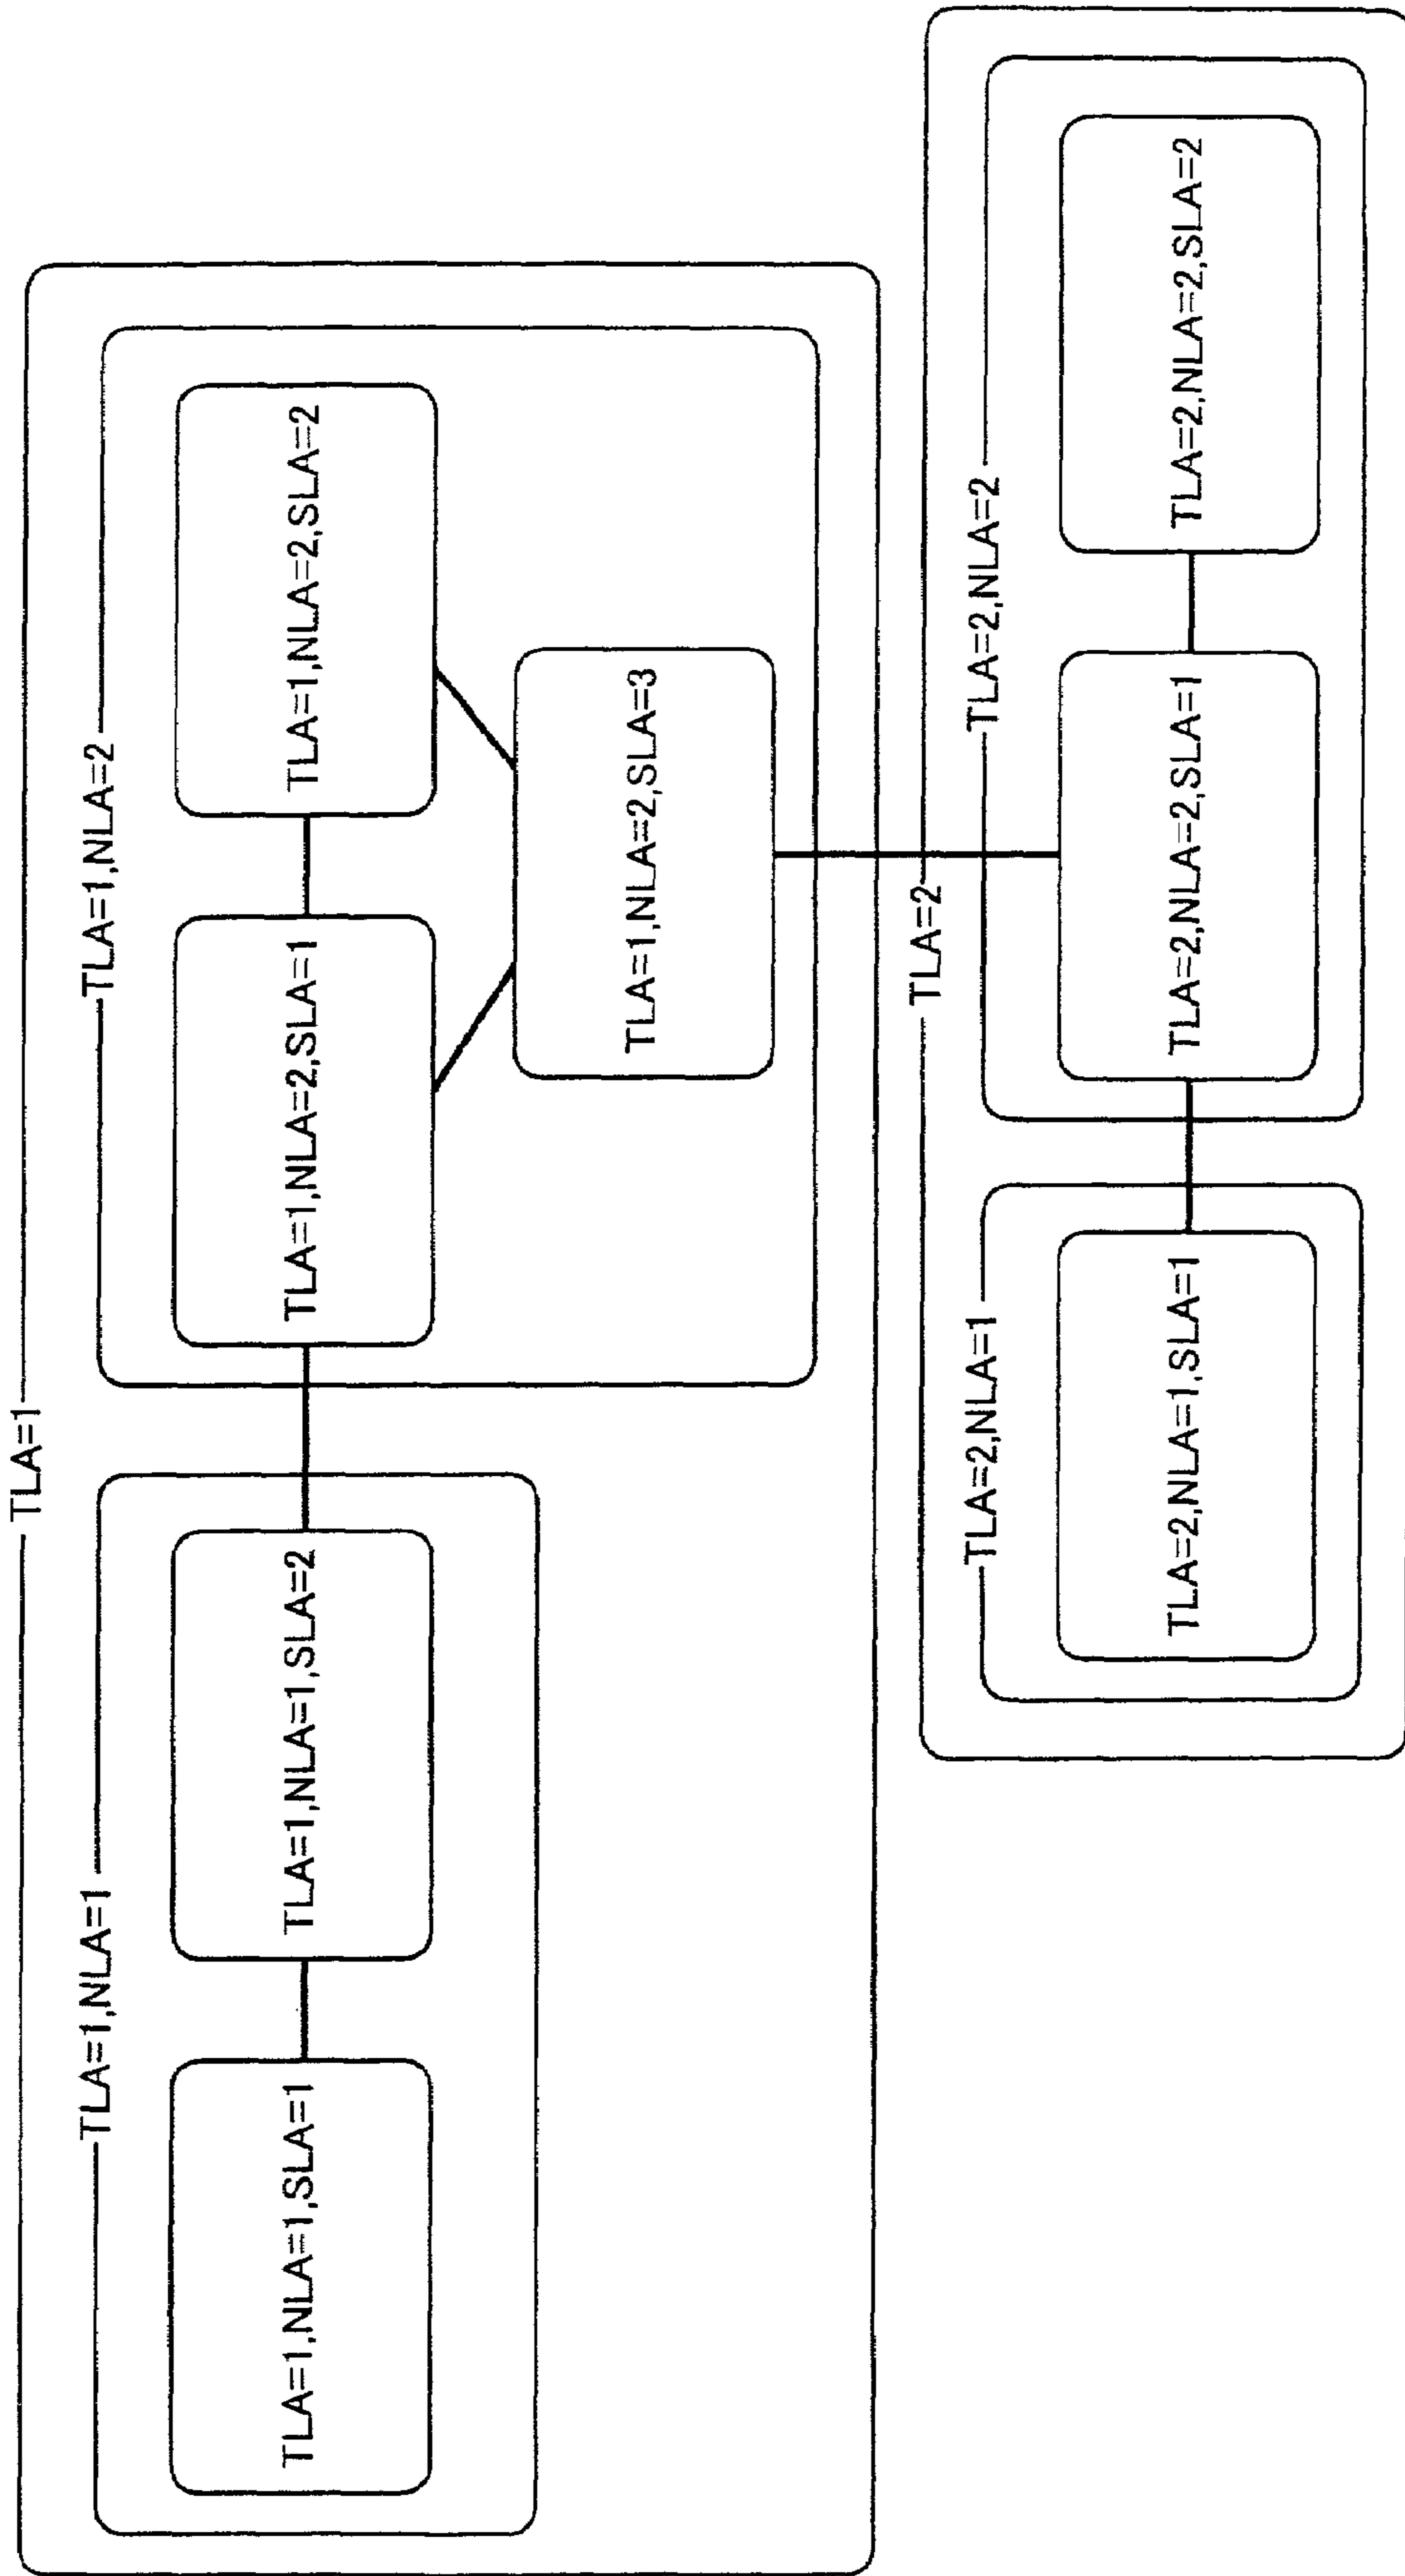 TLA=1
TLA=1,NLA=1
TLA=1,NLA=1,SLA=1
TLA=1,NLA=1,SLA=2
TLA=1,NLA=2
TLA=1,NLA=2,SLA=1
TLA=1,NLA=2,SLA=2
TLA=1,NLA=2,SLA=3
TLA=2
TLA=2,NLA=1
TLA=2,NLA=1,SLA=1
TLA=2,NLA=2
TLA=2,NLA=2,SLA=1
TLA=2,NLA=2,SLA=2